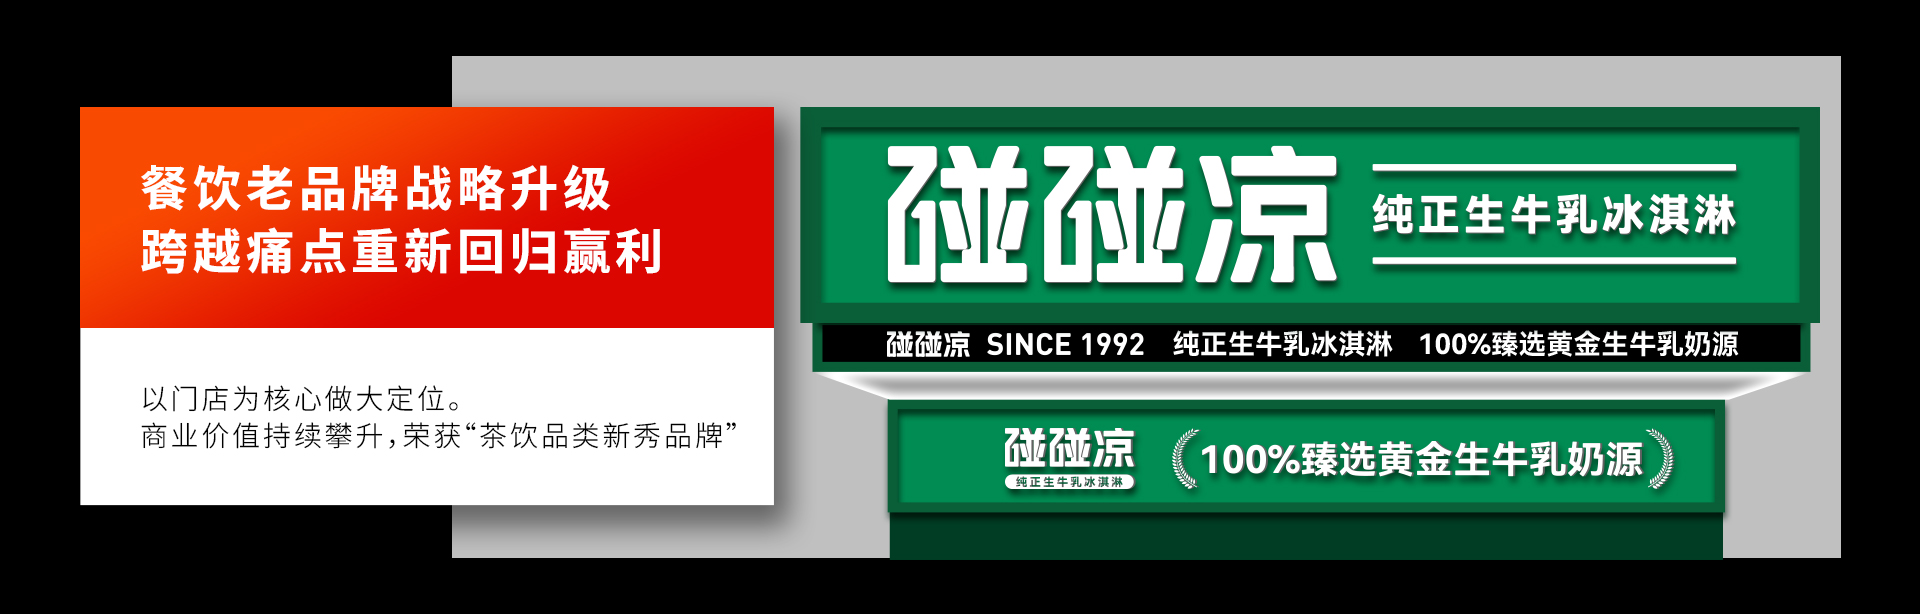 餐饮老品牌战略升级
跨越痛点重新回归赢利
以门店为核心做大定位。
商业价值持续攀升，荣获“茶饮品类新秀品牌”
碰碰凉
纯正生牛乳冰淇淋
碰碰凉 SINCE 1992 纯正生牛乳冰淇淋 100%臻选黄金生牛乳奶源
碰碰凉
纯正生牛乳冰淇淋
100%臻选黄金生牛乳奶源